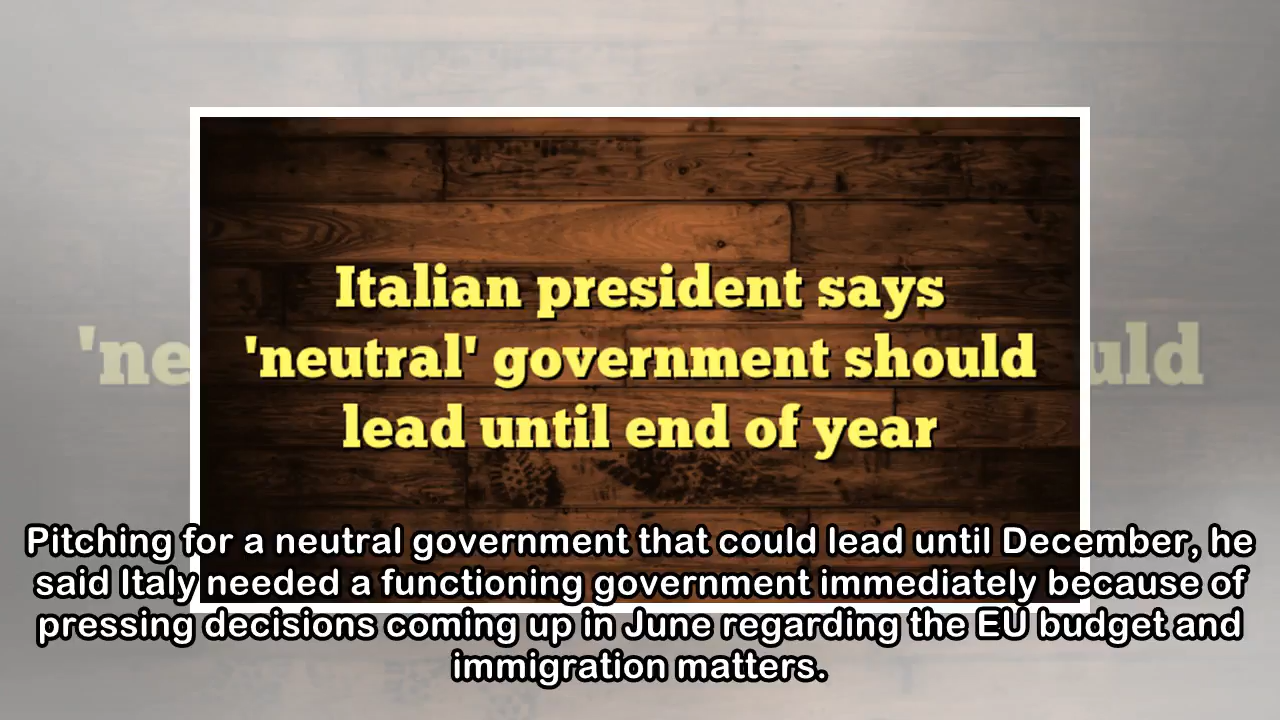 Italian president says
'neutral' government should
lead until end of year
'ne
uld
Pitching for a neutral government that could lead until December, he
said Italy needed a functioning government immediately because of
pressing decisions coming up in June regarding the EU budget and
immigration matters.